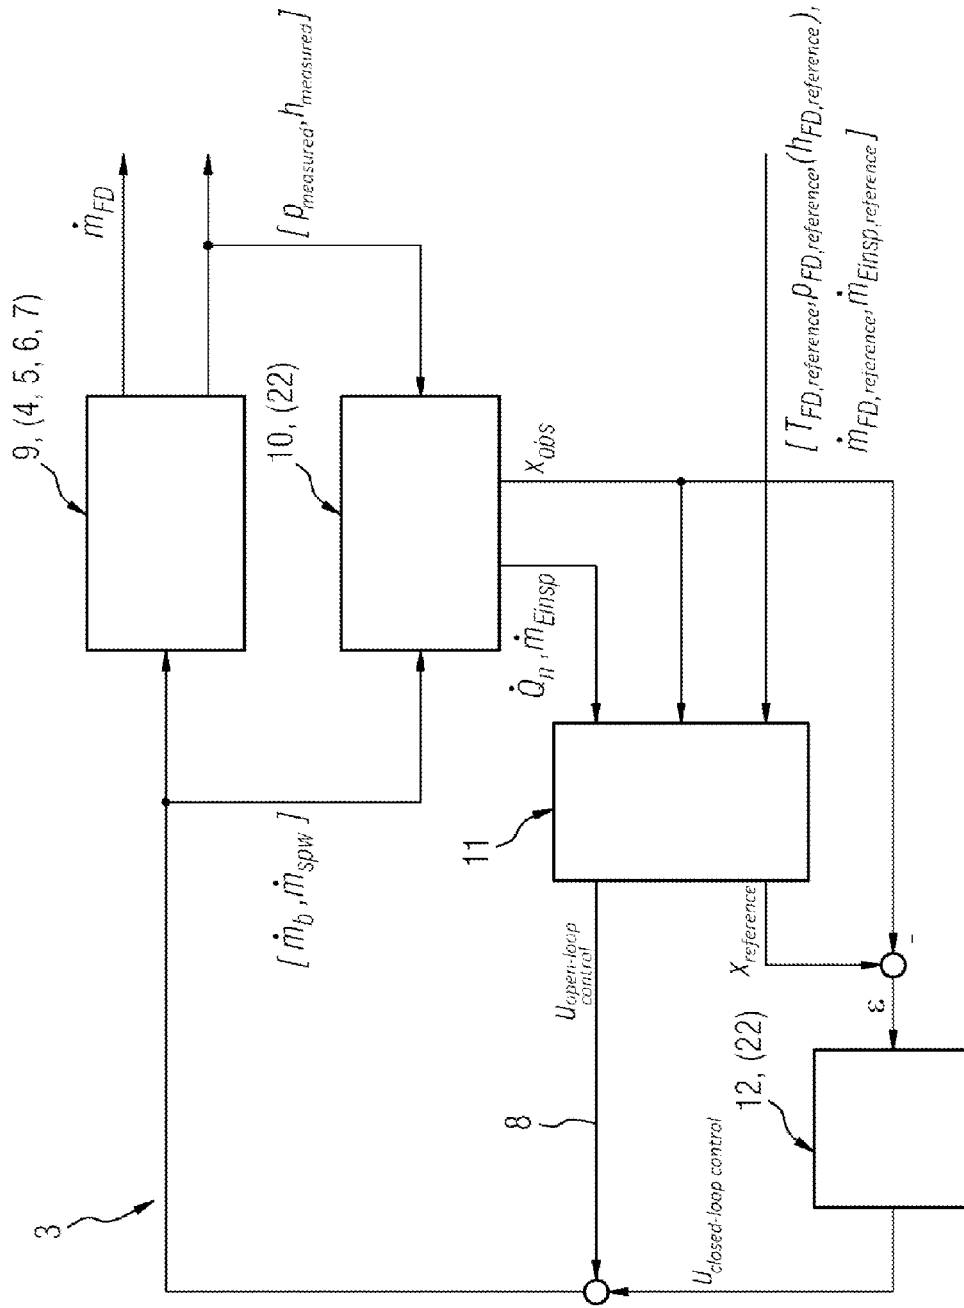 3
9, (4, 5, 6, 7)
ṁFD
[ pmeasured, hmeasured ]
[ ṁb , ṁspw ]
10, (22)
xobs
Q̇n , ṁEinsp
11
uopen-loop
control
8
xreference
[ TFD,reference, pFD,reference, (hFD,reference),
ṁFD,reference, ṁEinsp,reference ]
-
ε
12, (22)
uclosed-loop control